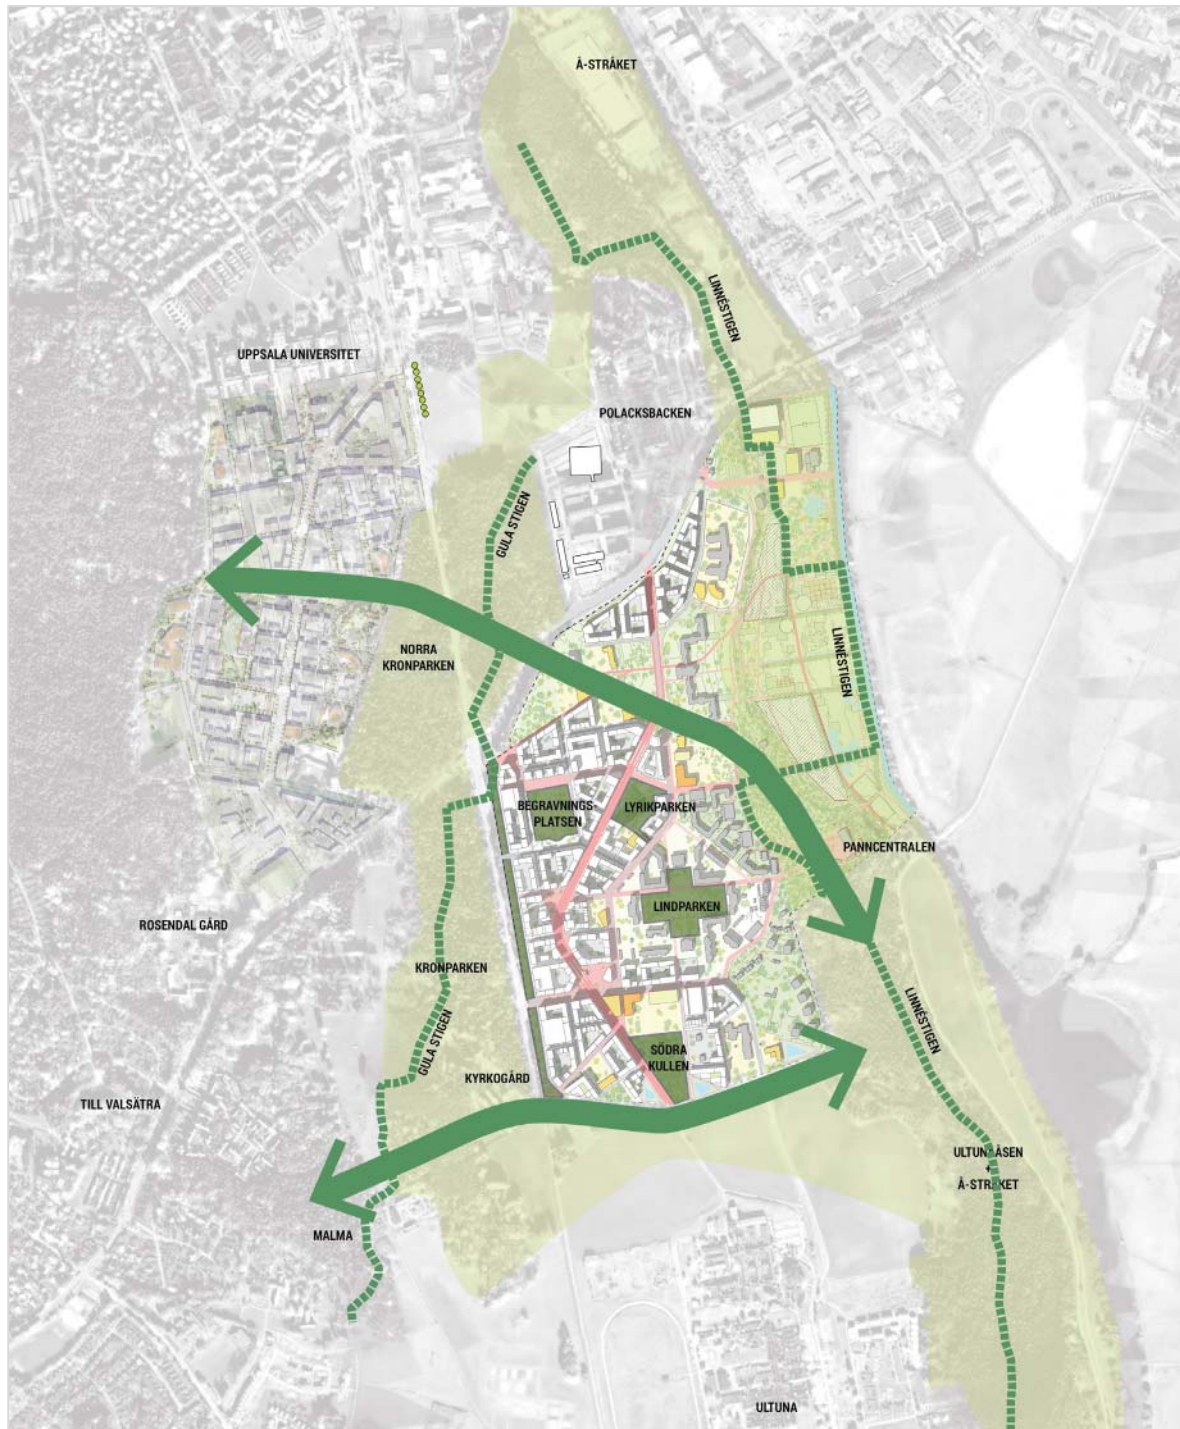 Å-STRÅKET
LINNÉSTIGEN
UPPSALA UNIVERSITET
POLACKSBACKEN
GULA STIGEN
NORRA
KRONPARKEN
LINNÉSTIGEN
BEGRAVNINGS-
PLATSEN
LYRIKPARKEN
PANNCENTRALEN
LINDPARKEN
ROSENDAL GÅRD
KRONPARKEN
LINNÉSTIGEN
GULA STIGEN
SÖDRA
KULLEN
KYRKOGÅRD
TILL VALSÄTRA
ULTUNAÅSEN
+
Å-STRÅKET
MALMA
ULTUNA